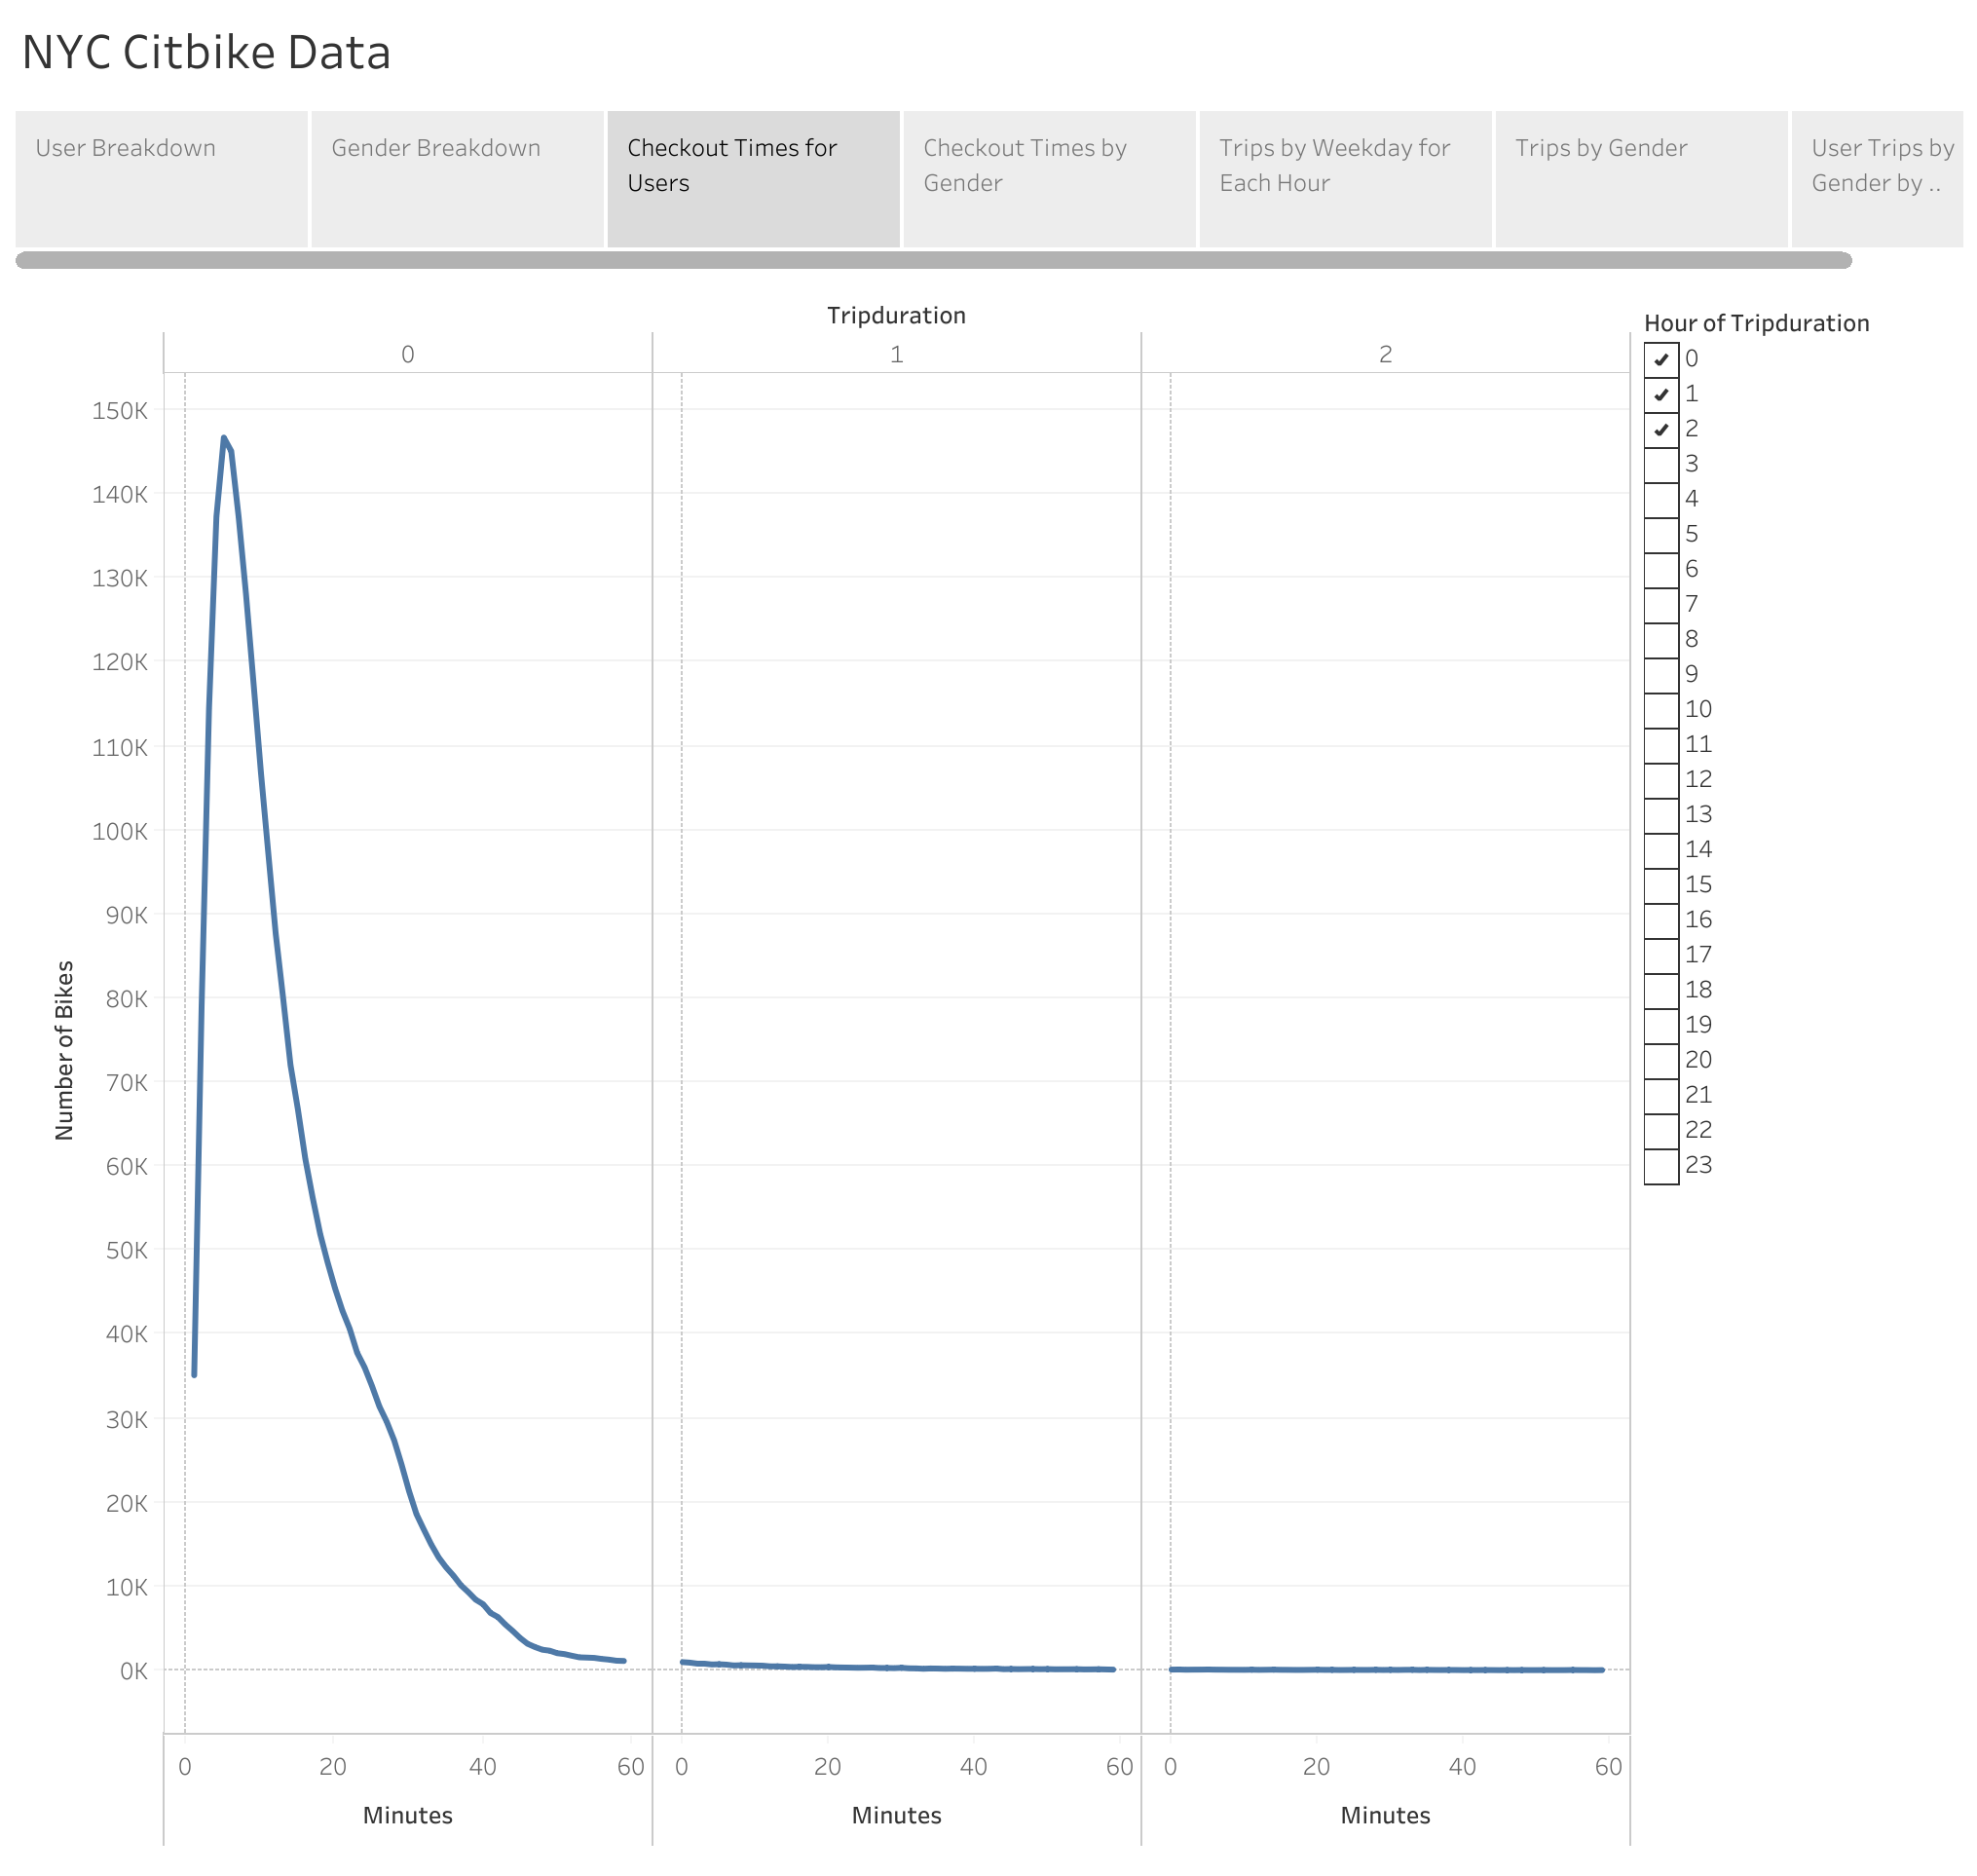 NYC Citbike Data
User Breakdown
Gender Breakdown
Checkout Times for
Users
Checkout Times by
Gender
Trips by Weekday for
Each Hour
Trips by Gender
User Trips by
Gender by ..
Tripduration
0 1 2
150K
140K
130K
120K
110K
100K
90K
80K
70K
60K
50K
40K
30K
20K
10K
0K
Number of Bikes
0 20 40 60 0 20 40 60 0 20 40 60
Minutes Minutes Minutes
Hour of Tripduration
0
1
2
3
4
5
6
7
8
9
10
11
12
13
14
15
16
17
18
19
20
21
22
23